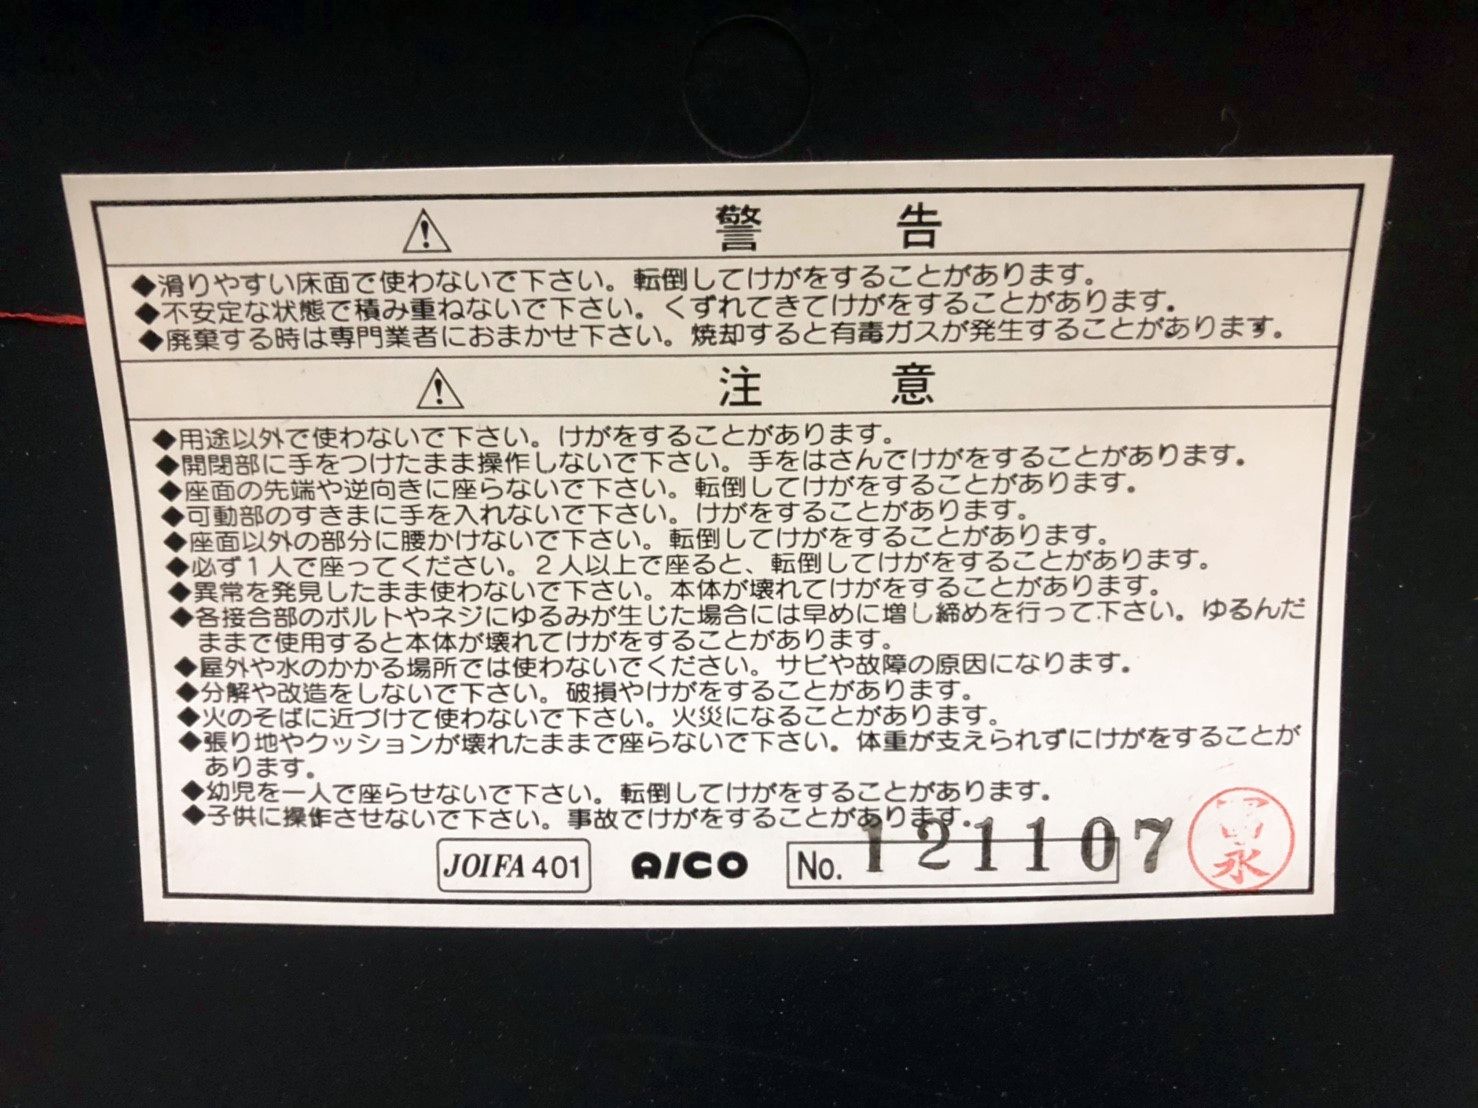 警告
◆滑りやすい床面で使わないで下さい。転倒してけがをすることがあります。
◆不安定な状態で積み重ねないで下さい。くずれてきてけがをすることがあります。
◆廃棄する時は専門業者におまかせ下さい。焼却すると有毒ガスが発生することがあります。
注意
◆用途以外で使わないで下さい。けがをすることがあります。
◆開閉部に手をつけたまま操作しないで下さい。手をはさんでけがをすることがあります。
◆座面の先端や逆向きに座らないで下さい。転倒してけがをすることがあります。
◆可動部のすきまに手を入れないで下さい。けがをすることがあります。
◆座面以外の部分に腰かけないで下さい。転倒してけがをすることがあります。
◆必ず1人で座ってください。2人以上で座ると、転倒してけがをすることがあります。
◆異常を発見したまま使わないで下さい。本体が壊れてけがをすることがあります。
◆各接合部のボルトやネジにゆるみが生じた場合には早めに増し締めを行って下さい。ゆるんだ
ままで使用すると本体が壊れてけがをすることがあります。
◆屋外や水のかかる場所では使わないでください。サビや故障の原因になります。
◆分解や改造をしないで下さい。破損やけがをすることがあります。
◆火のそばに近づけて使わないで下さい。火災になることがあります。
◆張り地やクッションが壊れたままで座らないで下さい。体重が支えられずにけがをすることが
あります。
◆幼児を一人で座らせないで下さい。転倒してけがをすることがあります。
◆子供に操作させないで下さい。事故でけがをすることがあります。
JOIFA 401 AICO No. 121107
永